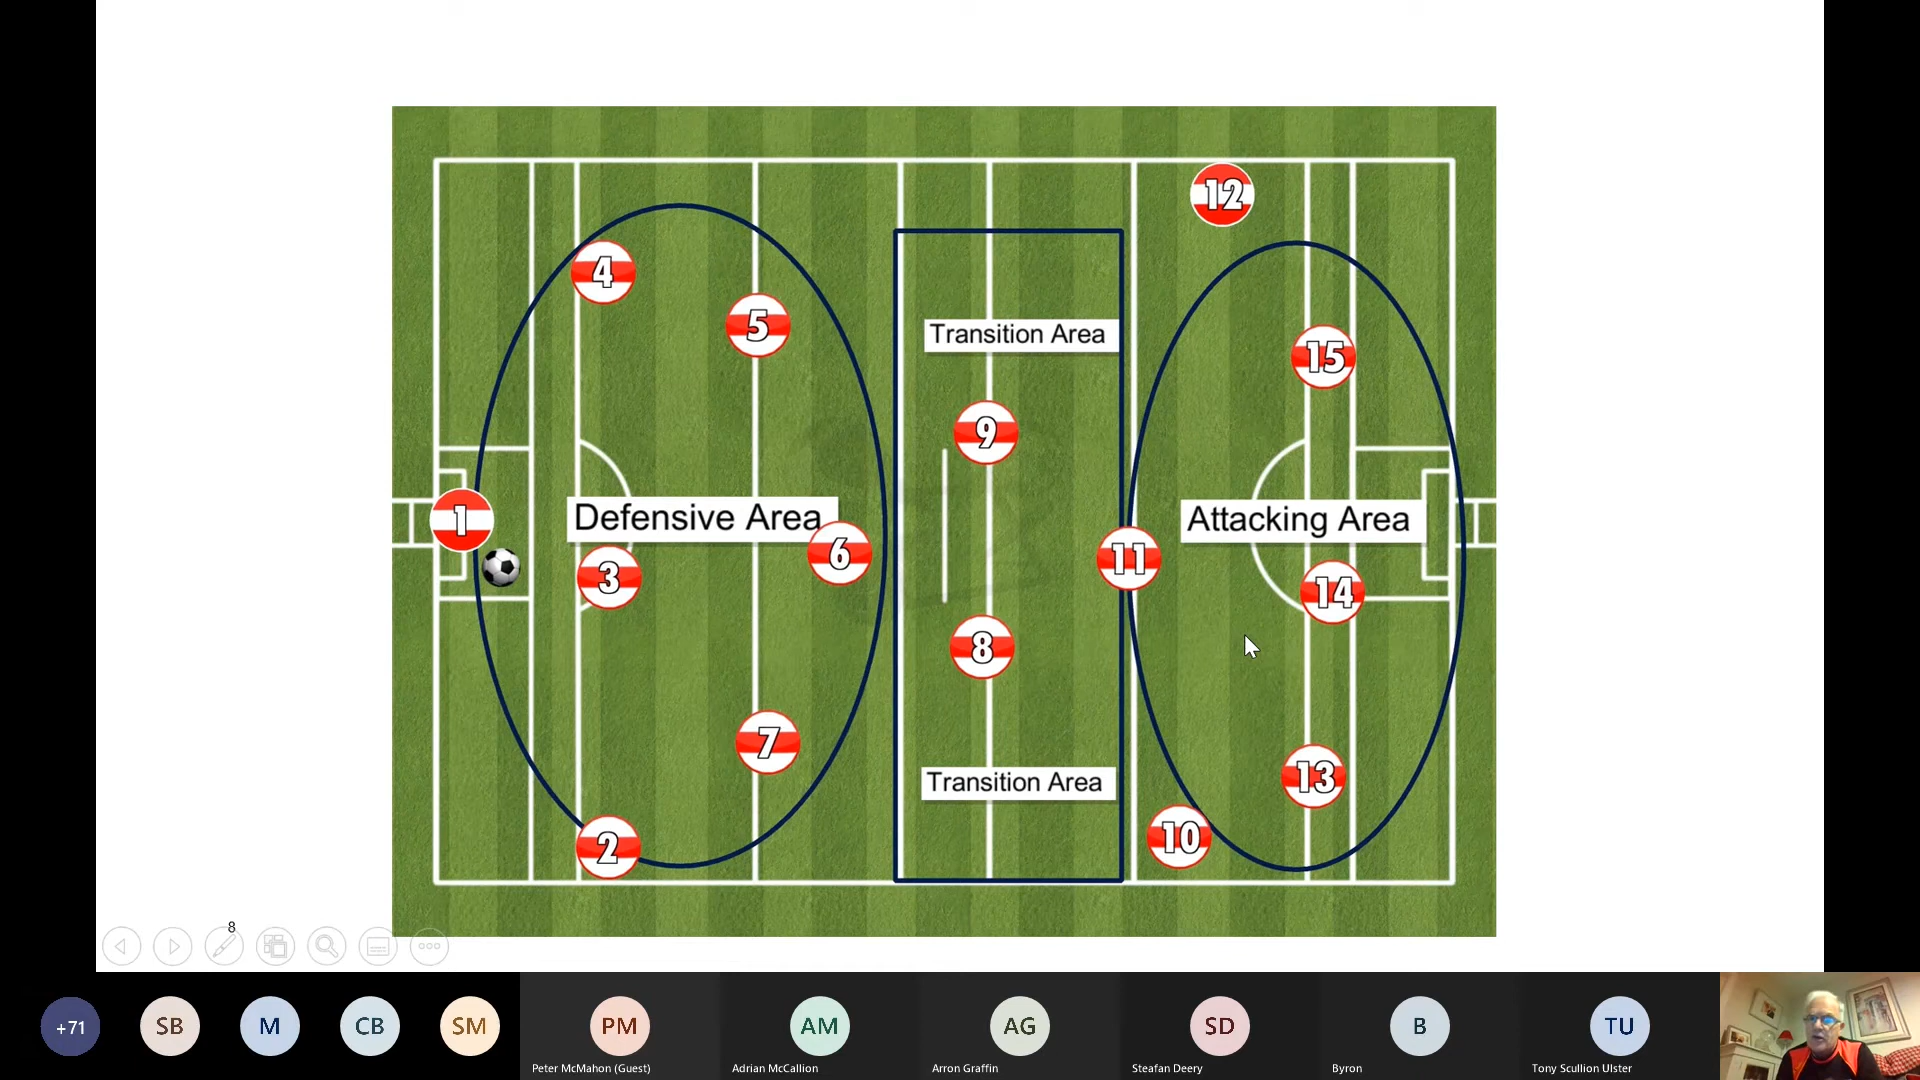 12
4
5
15
Transition Area
9
1
Defensive Area
Attacking Area
6
11
3
14
8
7
13
Transition Area
10
2
8
+71
SB
M
CB
SM
PM
AM
AG
SD
B
TU
Peter McMahon (Guest)
Adrian McCallion
Arron Graffin
Steafan Deery
Byron
Tony Scullion Ulster